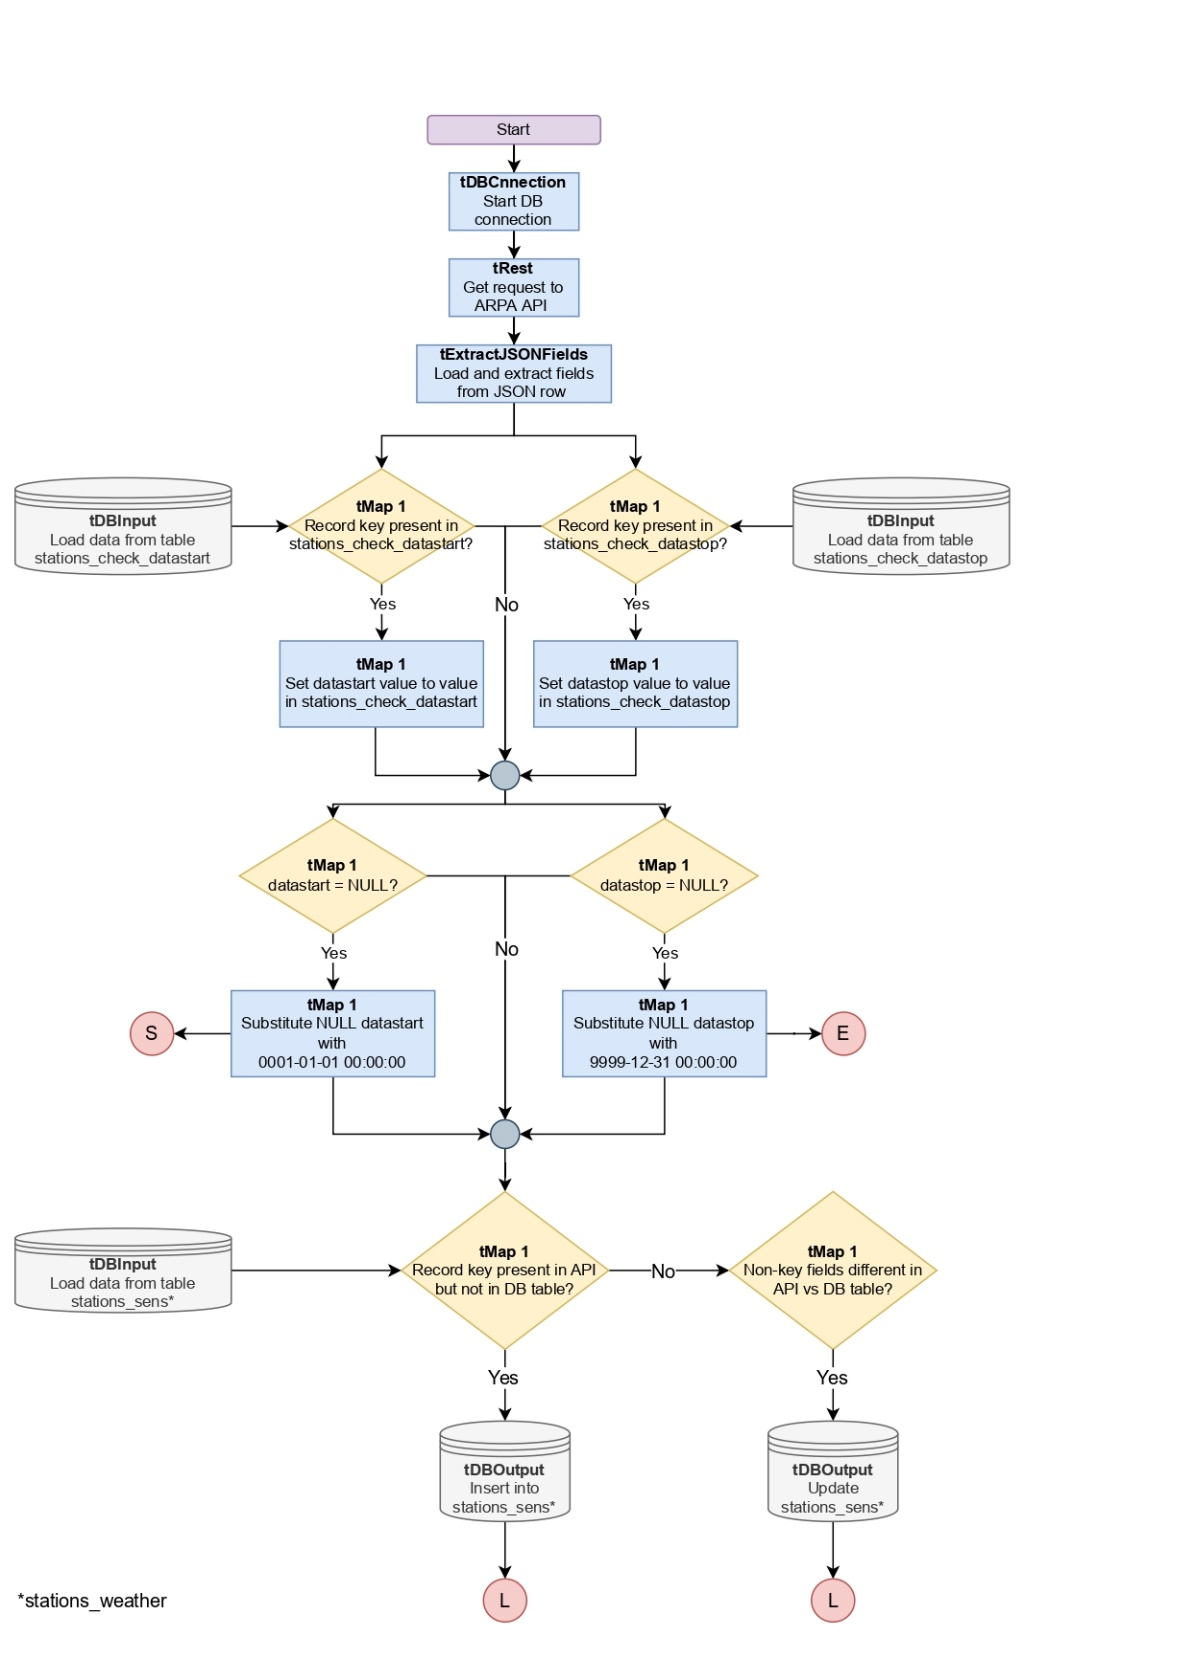 Start
tDBCnnection
Start DB
connection
tRest
Get request to
ARPA API
tExtractJSONFields
Load and extract fields
from JSON row
tDBInput
Load data from table
stations_check_datastart
tMap 1
Record key present in
stations_check_datastart?
tMap 1
Record key present in
stations_check_datastop?
tDBInput
Load data from table
stations_check_datastop
Yes
No
Yes
tMap 1
Set datastart value to value
in stations_check_datastart
tMap 1
Set datastop value to value
in stations_check_datastop
tMap 1
datastart = NULL?
tMap 1
datastop = NULL?
Yes
No
Yes
S
tMap 1
Substitute NULL datastart
with
0001-01-01 00:00:00
tMap 1
Substitute NULL datastop
with
9999-12-31 00:00:00
E
tDBInput
Load data from table
stations_sens*
tMap 1
Record key present in API
but not in DB table?
No
tMap 1
Non-key fields different in
API vs DB table?
Yes
Yes
tDBOutput
Insert into
stations_sens*
tDBOutput
Update
stations_sens*
*stations_weather
L
L